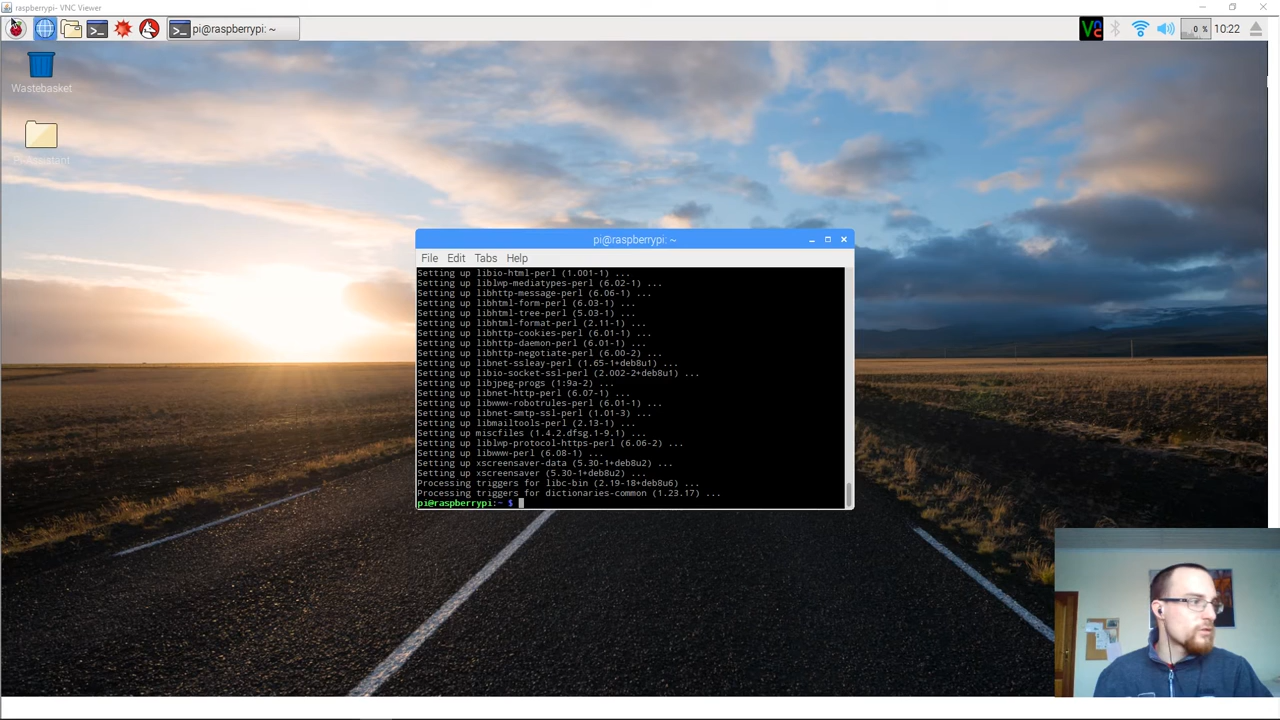 raspberrypi- VNC Viewer
pi@raspberrypi: ~
0 %
10:22
Wastebasket
pi@raspberrypi: ~
File Edit Tabs Help
Setting up libio-html-perl (1.001-1) ...
Setting up liblwp-mediatypes-perl (6.02-1) ...
Setting up libhttp-message-perl (6.06-1) ...
Setting up libhtml-form-perl (6.03-1) ...
Setting up libhtml-tree-perl (5.03-1) ...
Setting up libhtml-format-perl (2.11-1) ...
Setting up libhttp-cookies-perl (6.01-1) ...
Setting up libhttp-daemon-perl (6.01-1) ...
Setting up libhttp-negotiate-perl (6.00-2) ...
Setting up libnet-ssleay-perl (1.65-1+deb8u1) ...
Setting up libio-socket-ssl-perl (2.002-2+deb8u1) ...
Setting up libjpeg-progs (1:9a-2) ...
Setting up libnet-http-perl (6.07-1) ...
Setting up libwww-robotrules-perl (6.01-1) ...
Setting up libnet-smtp-ssl-perl (1.01-3) ...
Setting up libmailtools-perl (2.13-1) ...
Setting up miscfiles (1.4.2.dfsg.1-9.1) ...
Setting up liblwp-protocol-https-perl (6.06-2) ...
Setting up libwww-perl (6.08-1) ...
Setting up xscreensaver-data (5.30-1+deb8u2) ...
Setting up xscreensaver (5.30-1+deb8u2) ...
Processing triggers for libc-bin (2.19-18+deb8u6) ...
Processing triggers for dictionaries-common (1.23.17) ...
pi@raspberrypi:~ $